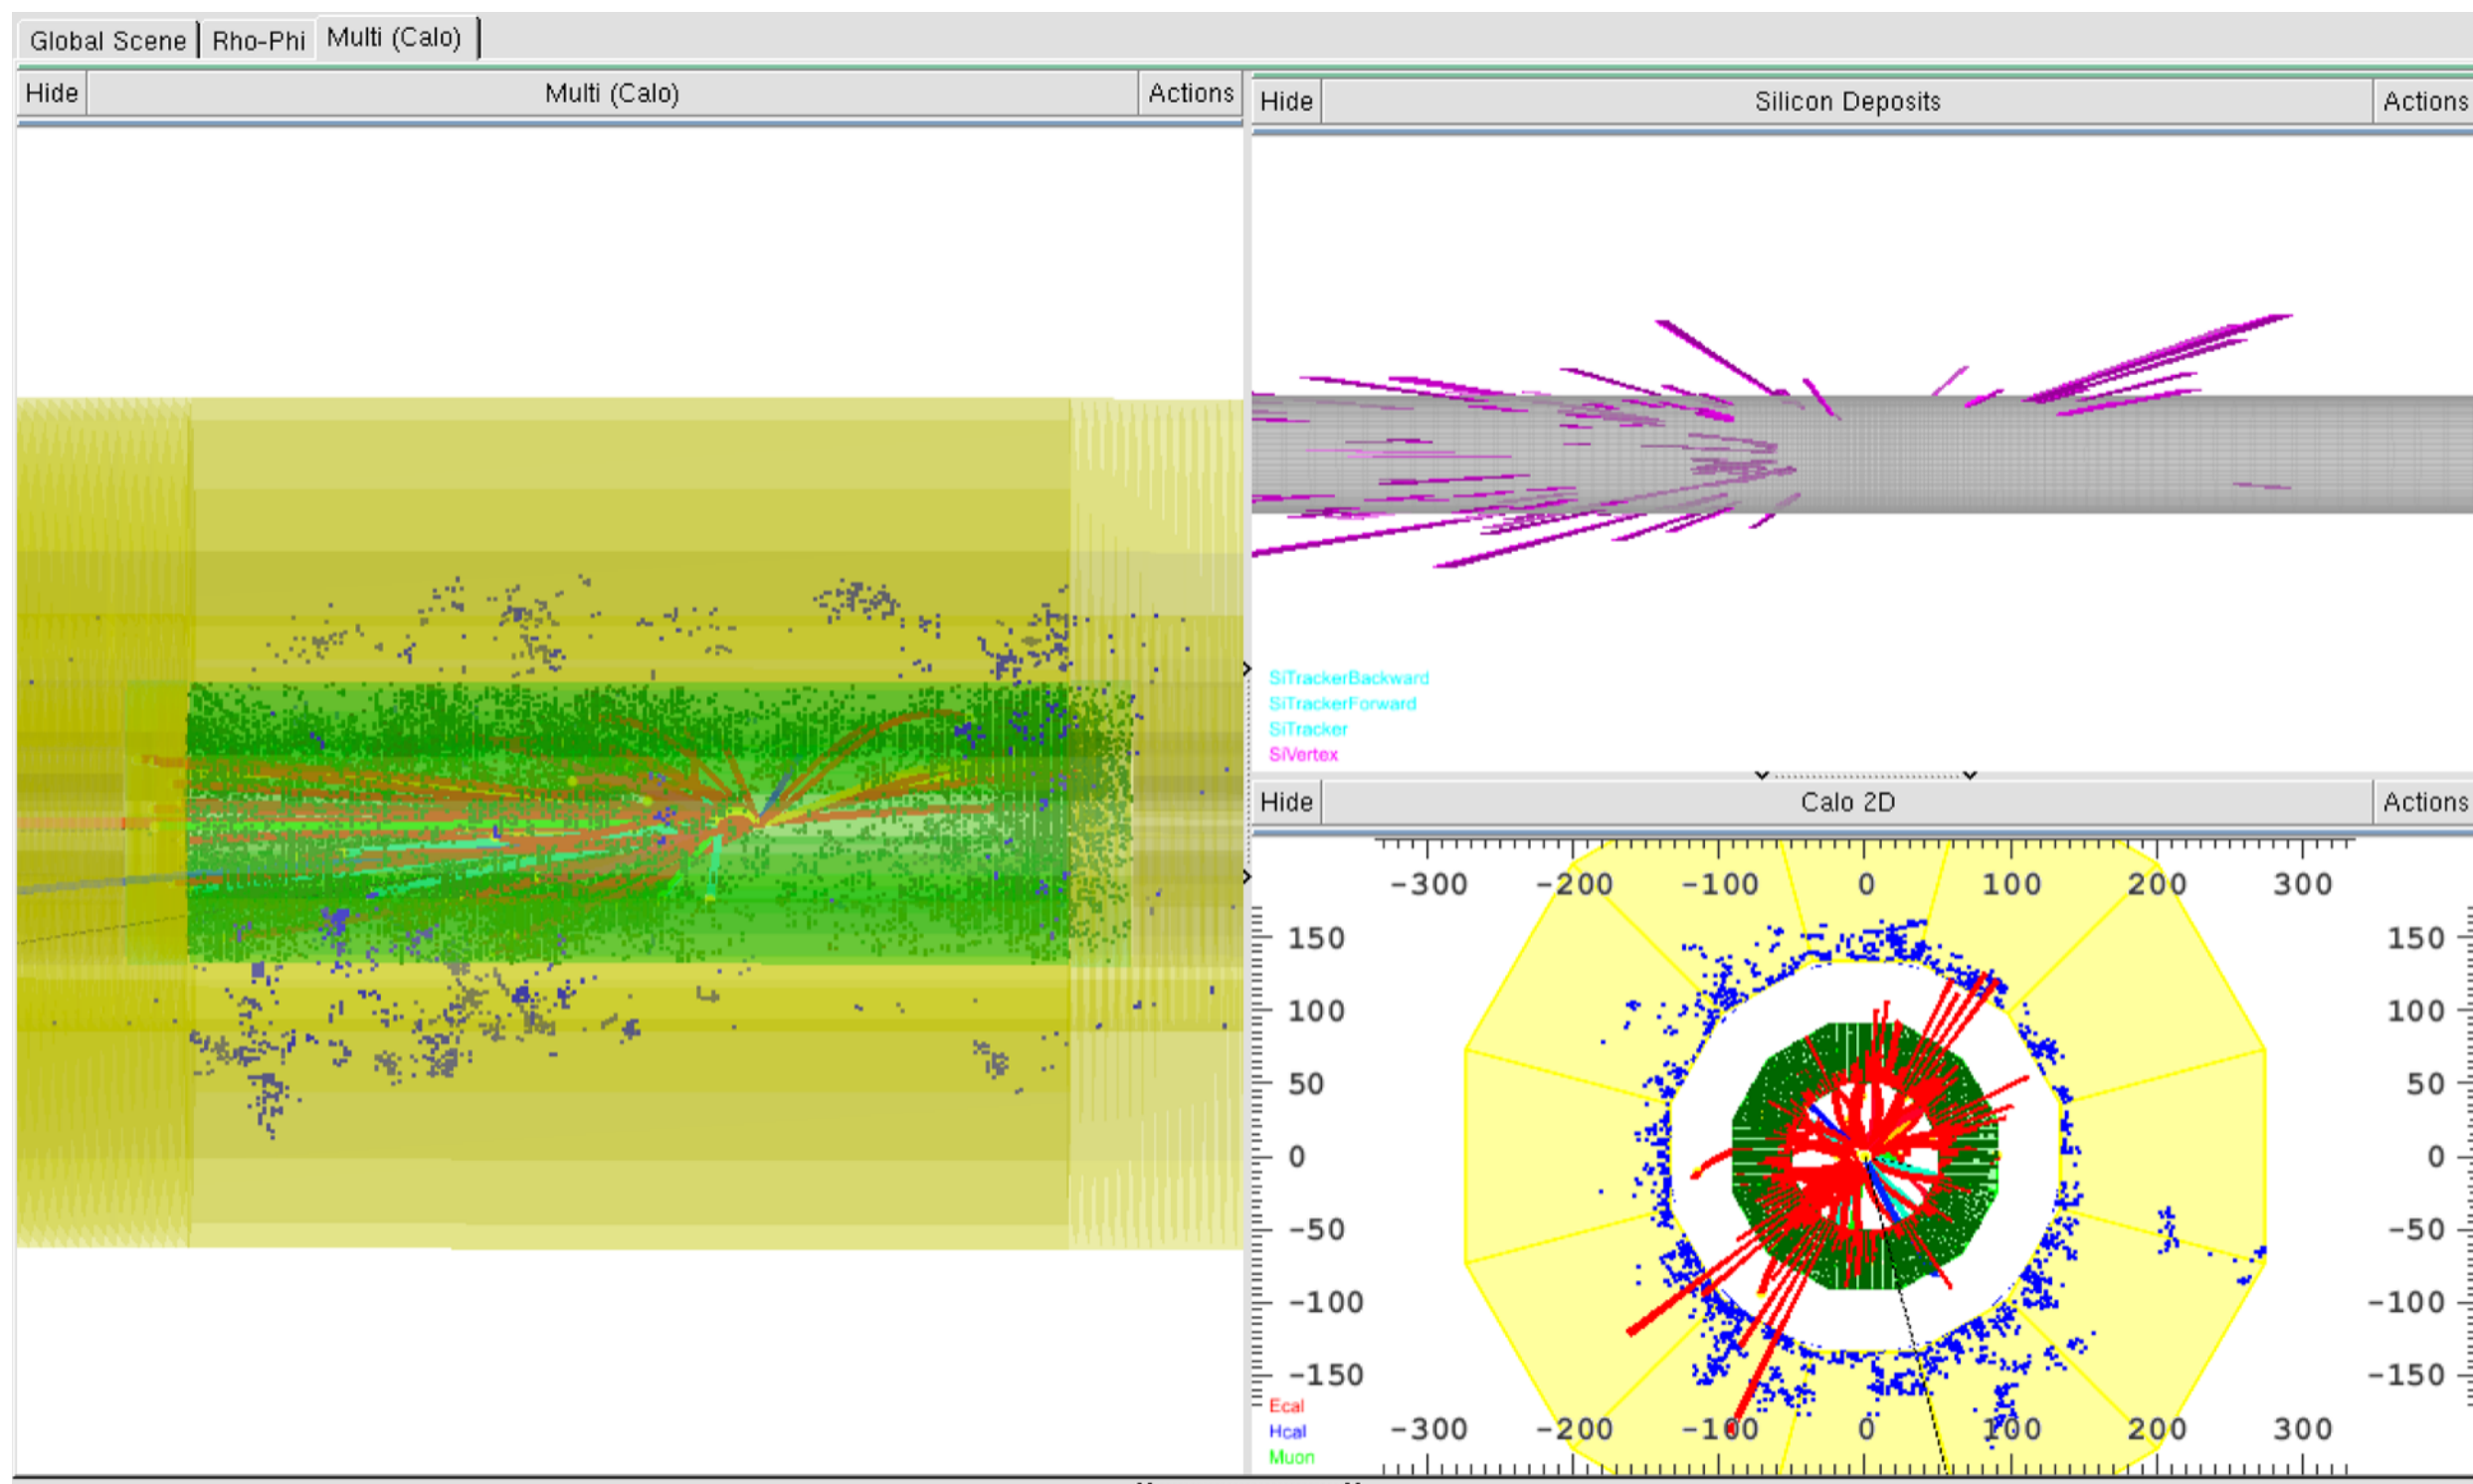 Global Scene Rho-Phi Multi (Calo)
Hide Multi (Calo) Actions
Hide Silicon Deposits Actions
SiTrackerBackward
SiTrackerForward
SiTracker
SiVertex
Hide Calo 2D Actions
-300 -200 -100 0 100 200 300
150 150
100 100
50 50
0 0
-50 -50
-100 -100
-150 -150
Ecal
Hcal
Muon
-300 -200 -100 0 100 200 300